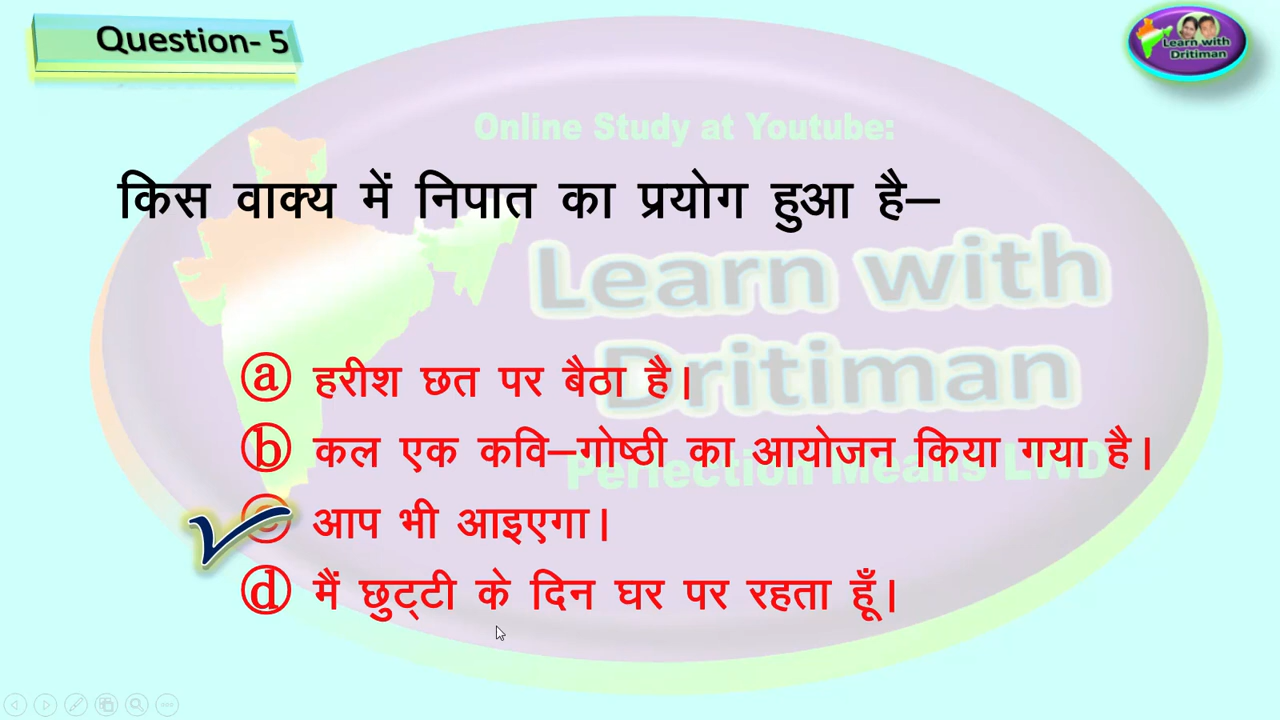 Question- 5
Learn with
Dritiman
Online Study at Youtube:
किस वाक्य में निपात का प्रयोग हुआ है–
Learn with
Dritiman
Perfection Means LWD
ⓐ हरीश छत पर बैठा है।
ⓑ कल एक कवि–गोष्ठी का आयोजन किया गया है।
ⓒ आप भी आइएगा।
ⓓ मैं छुट्टी के दिन घर पर रहता हूँ।